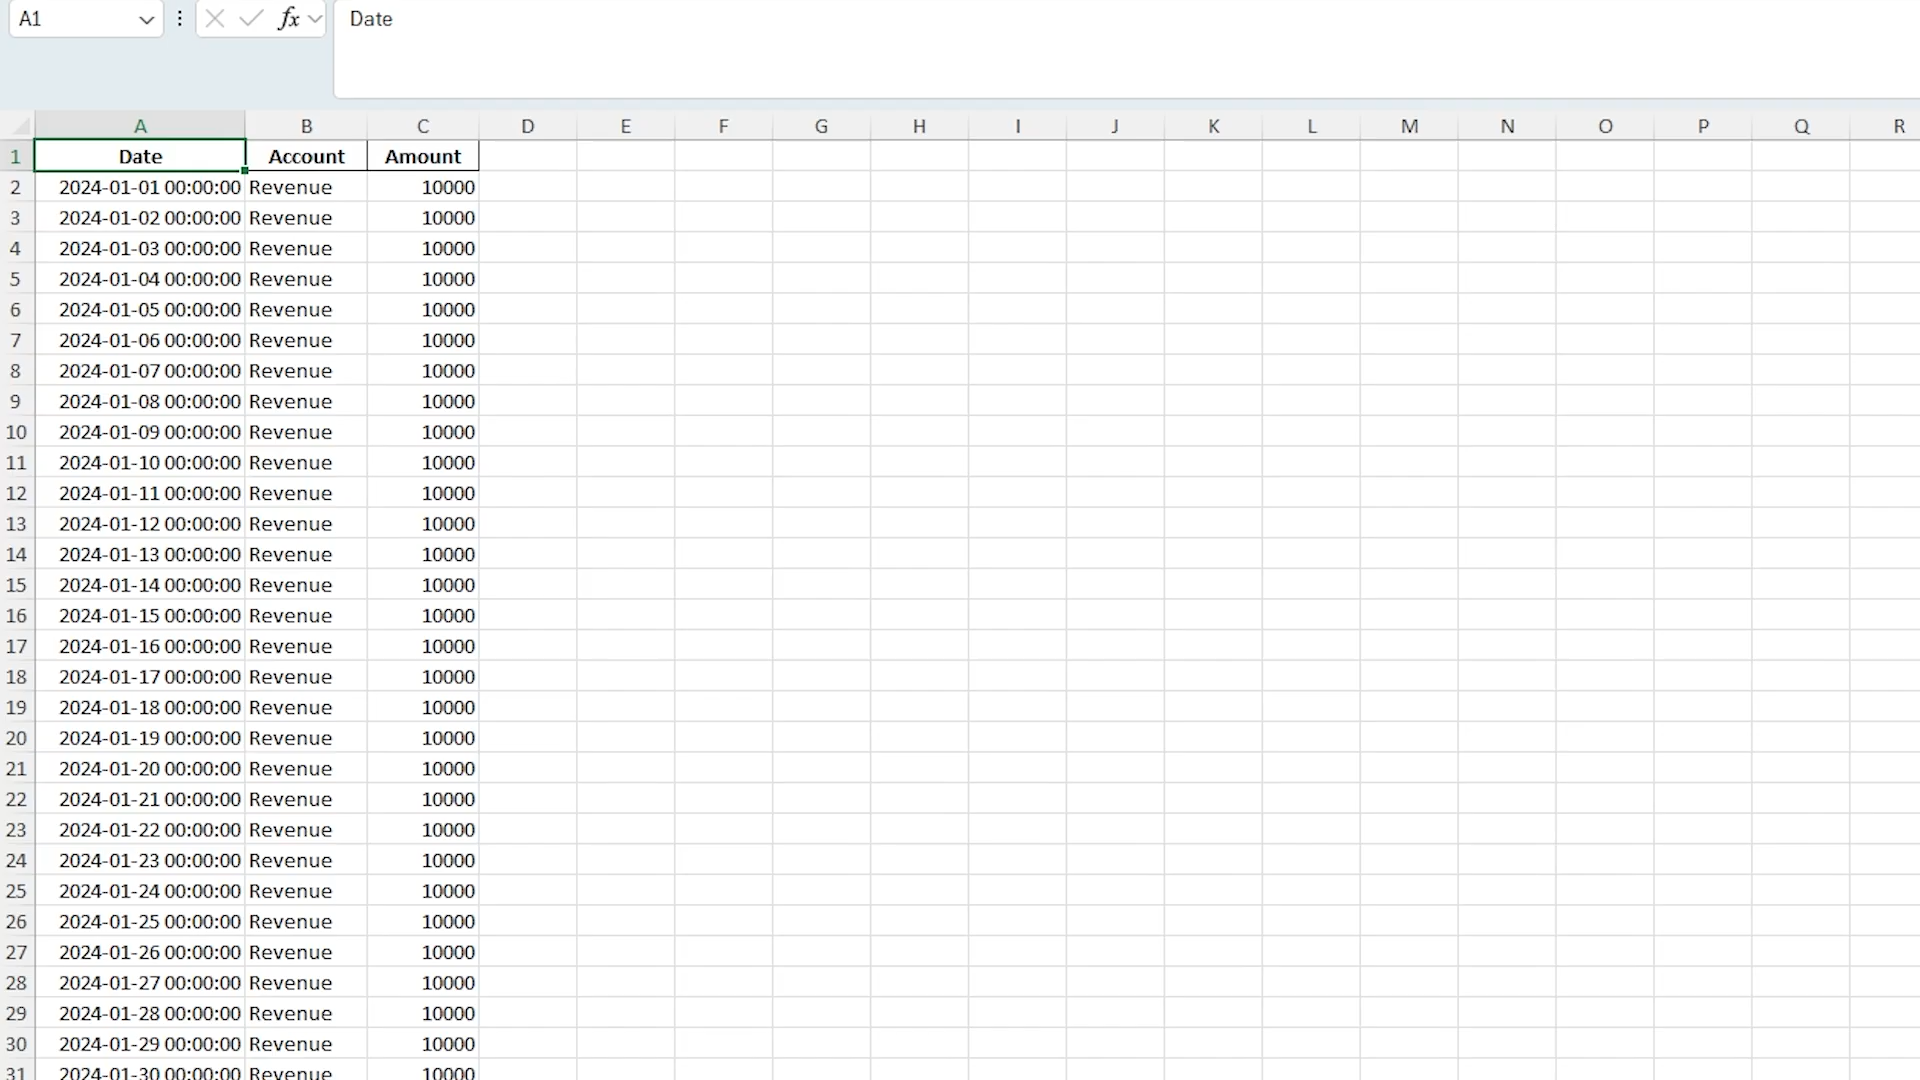 A1 fx Date
A B C D E F G H I J K L M N O P Q R
1 Date Account Amount
2 2024-01-01 00:00:00 Revenue 10000
3 2024-01-02 00:00:00 Revenue 10000
4 2024-01-03 00:00:00 Revenue 10000
5 2024-01-04 00:00:00 Revenue 10000
6 2024-01-05 00:00:00 Revenue 10000
7 2024-01-06 00:00:00 Revenue 10000
8 2024-01-07 00:00:00 Revenue 10000
9 2024-01-08 00:00:00 Revenue 10000
10 2024-01-09 00:00:00 Revenue 10000
11 2024-01-10 00:00:00 Revenue 10000
12 2024-01-11 00:00:00 Revenue 10000
13 2024-01-12 00:00:00 Revenue 10000
14 2024-01-13 00:00:00 Revenue 10000
15 2024-01-14 00:00:00 Revenue 10000
16 2024-01-15 00:00:00 Revenue 10000
17 2024-01-16 00:00:00 Revenue 10000
18 2024-01-17 00:00:00 Revenue 10000
19 2024-01-18 00:00:00 Revenue 10000
20 2024-01-19 00:00:00 Revenue 10000
21 2024-01-20 00:00:00 Revenue 10000
22 2024-01-21 00:00:00 Revenue 10000
23 2024-01-22 00:00:00 Revenue 10000
24 2024-01-23 00:00:00 Revenue 10000
25 2024-01-24 00:00:00 Revenue 10000
26 2024-01-25 00:00:00 Revenue 10000
27 2024-01-26 00:00:00 Revenue 10000
28 2024-01-27 00:00:00 Revenue 10000
29 2024-01-28 00:00:00 Revenue 10000
30 2024-01-29 00:00:00 Revenue 10000
31 2024-01-30 00:00:00 Revenue 10000